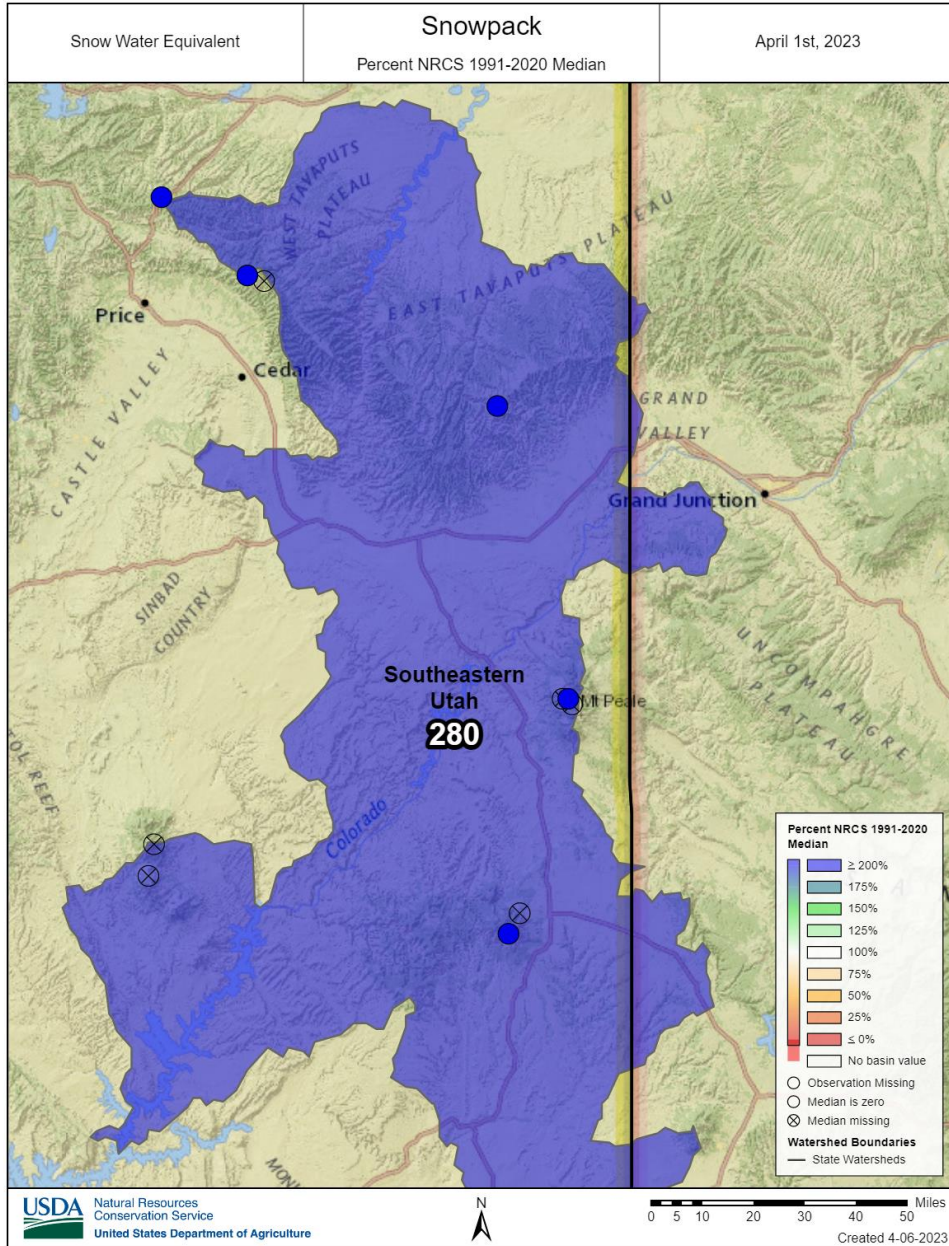 Snow Water Equivalent
Snowpack
Percent NRCS 1991-2020 Median
April 1st, 2023
WEST TAVAPUTS
PLATEAU
EAST TAVAPUTS PLATEAU
Price
Cedar
CASTLE VALLEY
GRAND
VALLEY
Grand Junction
SINBAD
COUNTRY
Southeastern
Utah
280
Mt Peale
UNCOMPAHGRE
PLATEAU
TOL REEF
Colorado
MON
Percent NRCS 1991-2020
Median
≥ 200%
175%
150%
125%
100%
75%
50%
25%
≤ 0%
No basin value
Observation Missing
Median is zero
Median missing
Watershed Boundaries
State Watersheds
USDA
Natural Resources
Conservation Service
United States Department of Agriculture
N
Miles
0 5 10 20 30 40 50
Created 4-06-2023